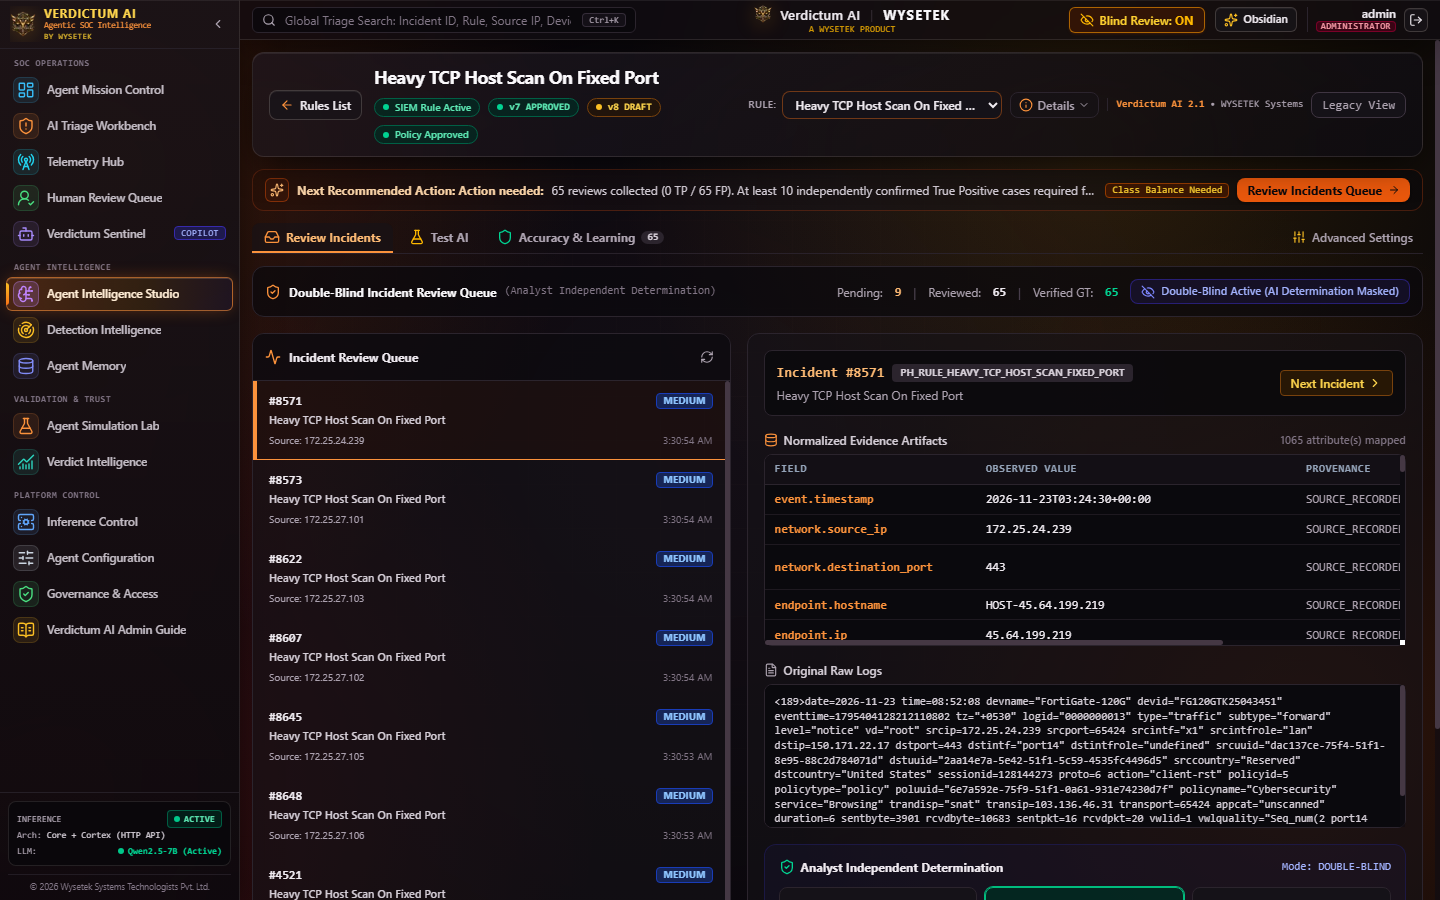 VERDICTUM AI
Agentic SOC Intelligence
BY WYSETEK
SOC OPERATIONS
Agent Mission Control
AI Triage Workbench
Telemetry Hub
Human Review Queue
Verdictum Sentinel COPILOT
AGENT INTELLIGENCE
Agent Intelligence Studio
Detection Intelligence
Agent Memory
VALIDATION & TRUST
Agent Simulation Lab
Verdict Intelligence
PLATFORM CONTROL
Inference Control
Agent Configuration
Governance & Access
Verdictum AI Admin Guide
INFERENCE ACTIVE
Arch: Core + Cortex (HTTP API)
LLM: Qwen2.5-7B (Active)
© 2026 Wysetek Systems Technologists Pvt. Ltd.
Global Triage Search: Incident ID, Rule, Source IP, Devi Ctrl+K
Verdictum AI | WYSETEK
A WYSETEK PRODUCT
Blind Review: ON
Obsidian
admin
ADMINISTRATOR
Rules List
Heavy TCP Host Scan On Fixed Port
SIEM Rule Active v7 APPROVED v8 DRAFT
Policy Approved
RULE: Heavy TCP Host Scan On Fixed ... Details Verdictum AI 2.1 • WYSETEK Systems Legacy View
Next Recommended Action: Action needed: 65 reviews collected (0 TP / 65 FP). At least 10 independently confirmed True Positive cases required f... Class Balance Needed Review Incidents Queue
Review Incidents Test AI Accuracy & Learning 65 Advanced Settings
Double-Blind Incident Review Queue (Analyst Independent Determination) Pending: 9 | Reviewed: 65 | Verified GT: 65 Double-Blind Active (AI Determination Masked)
Incident Review Queue
#8571 MEDIUM
Heavy TCP Host Scan On Fixed Port
Source: 172.25.24.239 3:30:54 AM
#8573 MEDIUM
Heavy TCP Host Scan On Fixed Port
Source: 172.25.27.101 3:30:54 AM
#8622 MEDIUM
Heavy TCP Host Scan On Fixed Port
Source: 172.25.27.103 3:30:54 AM
#8607 MEDIUM
Heavy TCP Host Scan On Fixed Port
Source: 172.25.27.102 3:30:54 AM
#8645 MEDIUM
Heavy TCP Host Scan On Fixed Port
Source: 172.25.27.105 3:30:53 AM
#8648 MEDIUM
Heavy TCP Host Scan On Fixed Port
Source: 172.25.27.106 3:30:53 AM
#4521 MEDIUM
Heavy TCP Host Scan On Fixed Port
Incident #8571 PH_RULE_HEAVY_TCP_HOST_SCAN_FIXED_PORT
Heavy TCP Host Scan On Fixed Port
Next Incident
Normalized Evidence Artifacts 1065 attribute(s) mapped
FIELD OBSERVED VALUE PROVENANCE
event.timestamp 2026-11-23T03:24:30+00:00 SOURCE_RECORDED
network.source_ip 172.25.24.239 SOURCE_RECORDED
network.destination_port 443 SOURCE_RECORDED
endpoint.hostname HOST-45.64.199.219 SOURCE_RECORDED
endpoint.ip 45.64.199.219 SOURCE_RECORDED
Original Raw Logs
<189>date=2026-11-23 time=08:52:08 devname="FortiGate-120G" devid="FG120GTK25043451"
eventtime=1795404128212110802 tz="+0530" logid="0000000013" type="traffic" subtype="forward"
level="notice" vd="root" srcip=172.25.24.239 srcport=65424 srcintf="x1" srcintfrole="lan"
dstip=150.171.22.17 dstport=443 dstintf="port14" dstintfrole="undefined" srcuuid="dac137ce-75f4-51f1-
8e95-88c2d784071d" dstuuid="2aa14e7a-5e42-51f1-5c59-4535fc4496d5" srccountry="Reserved"
dstcountry="United States" sessionid=128144273 proto=6 action="client-rst" policyid=5
policytype="policy" poluuid="6e7a592e-75f9-51f1-0a61-931e74230d7f" policyname="Cybersecurity"
service="Browsing" trandisp="snat" transip=103.136.46.31 transport=65424 appcat="unscanned"
duration=6 sentbyte=3901 rcvdbyte=10683 sentpkt=16 rcvdpkt=20 vwlid=1 vwlquality="Seq_num(2 port14
Analyst Independent Determination Mode: DOUBLE-BLIND